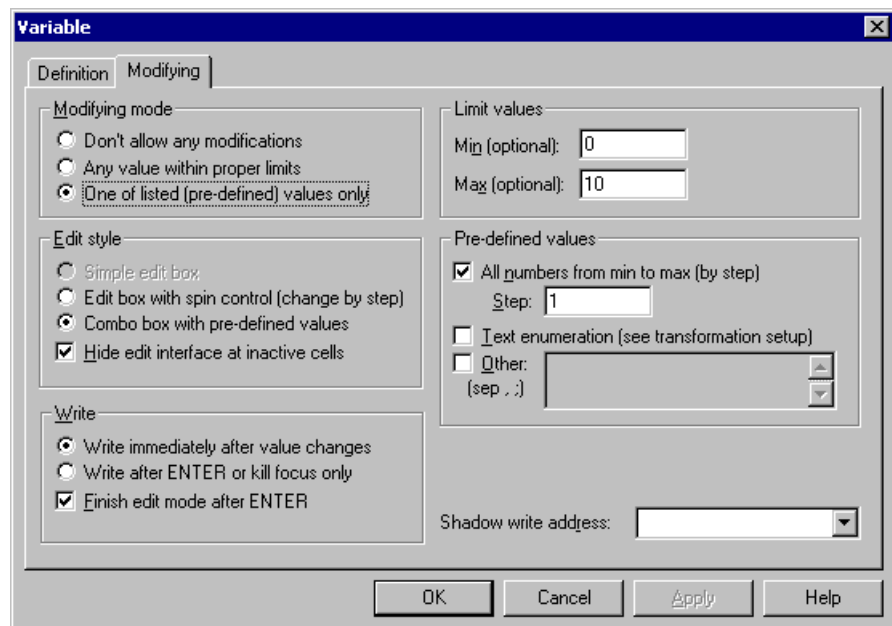 Variable
Definition
Modifying
Modifying mode
Don't allow any modifications
Any value within proper limits
One of listed (pre-defined) values only
Edit style
Simple edit box
Edit box with spin control (change by step)
Combo box with pre-defined values
Hide edit interface at inactive cells
Write
Write immediately after value changes
Write after ENTER or kill focus only
Finish edit mode after ENTER
Limit values
Min (optional): 0
Max (optional): 10
Pre-defined values
All numbers from min to max (by step)
Step: 1
Text enumeration (see transformation setup)
Other:
(sep , ;)
Shadow write address:
OK
Cancel
Apply
Help